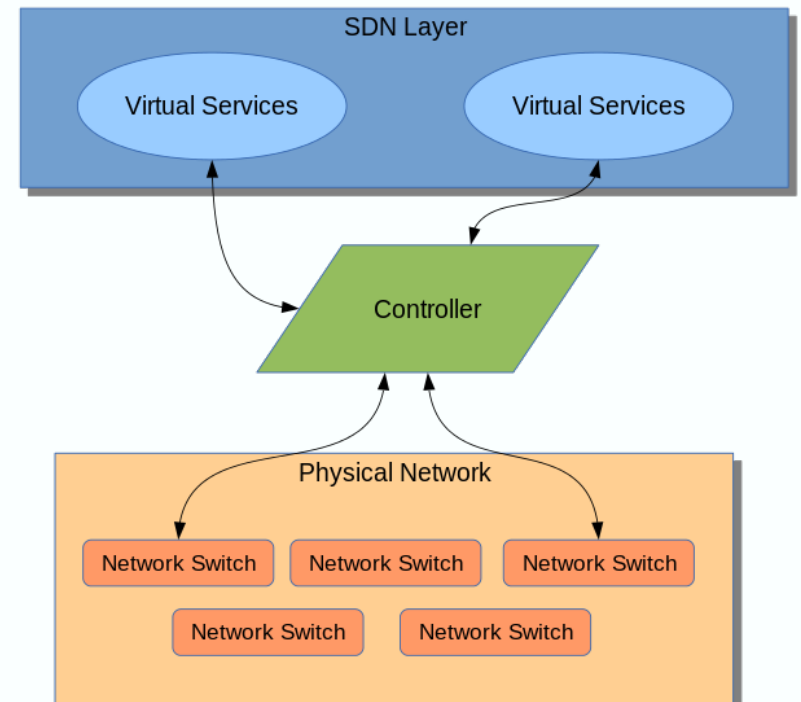 SDN Layer
Virtual Services
Virtual Services
Controller
Physical Network
Network Switch
Network Switch
Network Switch
Network Switch
Network Switch